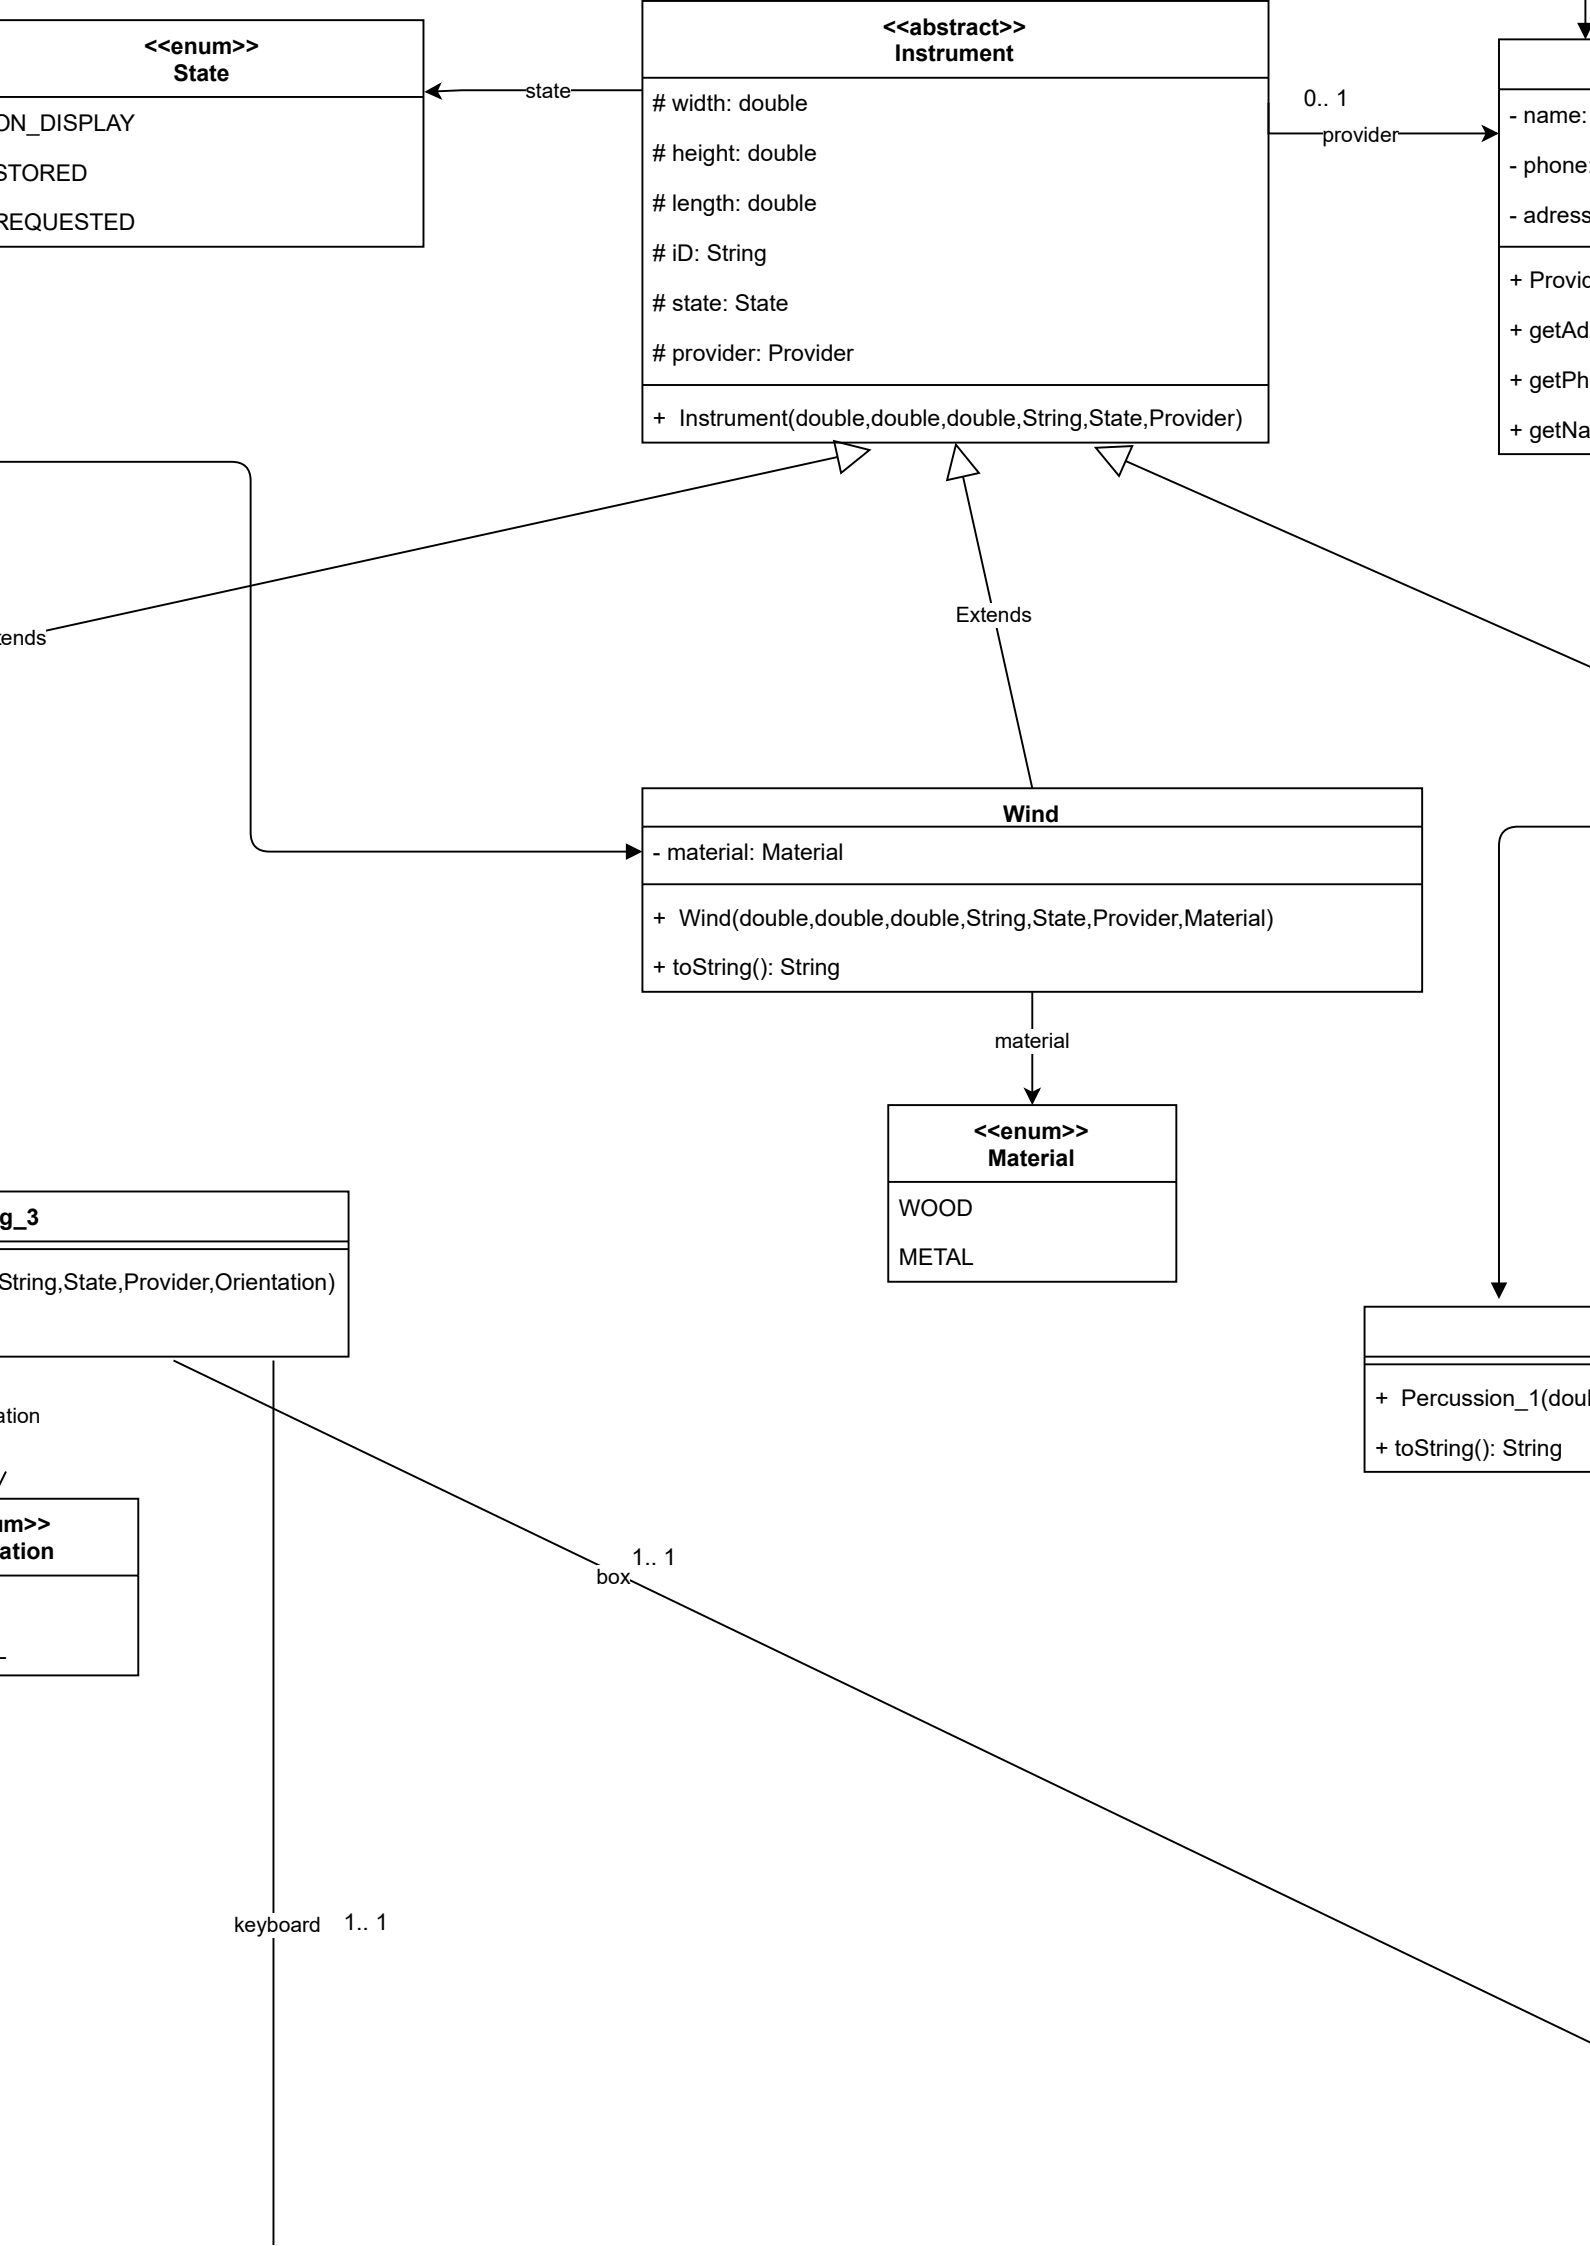 <<enum>>
State
ON_DISPLAY
STORED
REQUESTED
state
<<abstract>>
Instrument
# width: double
# height: double
# length: double
# iD: String
# state: State
# provider: Provider
+  Instrument(double,double,double,String,State,Provider)
0.. 1
provider
- name:
- phone:
- adress
+ Provid
+ getAd
+ getPh
+ getNa
tends
Extends
Wind
- material: Material
+  Wind(double,double,double,String,State,Provider,Material)
+ toString(): String
material
<<enum>>
Material
WOOD
METAL
g_3
String,State,Provider,Orientation)
ation
um>>
ation
+  Percussion_1(doub
+ toString(): String
1.. 1
box
keyboard
1.. 1